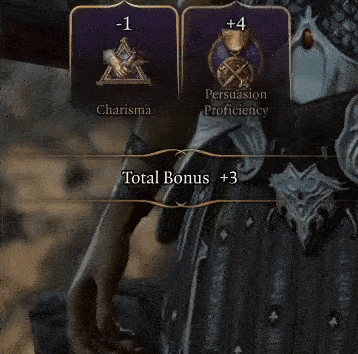 -1
+4
Charisma
Persuasion
Proficiency
Total Bonus +3